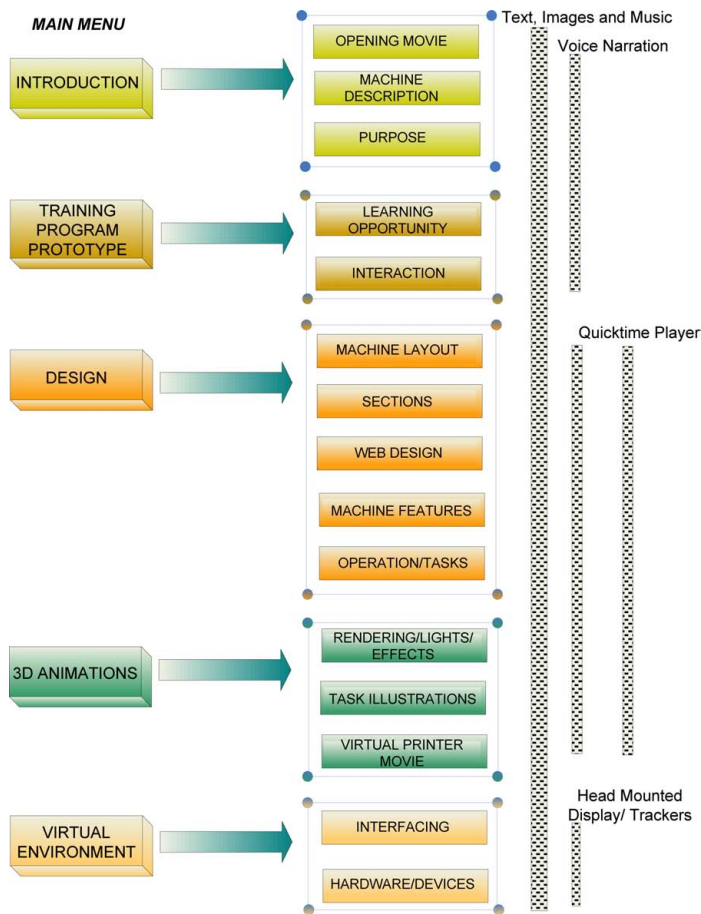 MAIN MENU
INTRODUCTION
OPENING MOVIE
MACHINE
DESCRIPTION
PURPOSE
TRAINING
PROGRAM
PROTOTYPE
LEARNING
OPPORTUNITY
INTERACTION
DESIGN
MACHINE LAYOUT
SECTIONS
WEB DESIGN
MACHINE FEATURES
OPERATION/TASKS
3D ANIMATIONS
RENDERING/LIGHTS/
EFFECTS
TASK ILLUSTRATIONS
VIRTUAL PRINTER
MOVIE
VIRTUAL
ENVIRONMENT
INTERFACING
HARDWARE/DEVICES
Text, Images and Music
Voice Narration
Quicktime Player
Head Mounted
Display/ Trackers